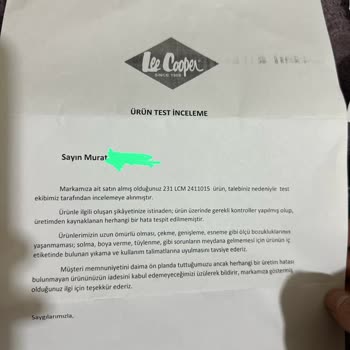 Lee Cooper
SINCE 1908
ÜRÜN TEST İNCELEME
Sayın Murat
Markamıza ait satın almış olduğunuz 231 LCM 2411015 ürün, talebiniz nedeniyle test
ekibimiz tarafından incelemeye alınmıştır.
Ürünle ilgili oluşan şikayetinize istinaden; ürün üzerinde gerekli kontroller yapılmış olup,
üretimden kaynaklanan herhangi bir hata tespit edilmemiştir.
Ürünlerimizin uzun ömürlü olması, çekme, genişleme, esneme gibi ölçü bozukluklarının
yaşanmaması; solma, boya verme, tüylenme, gibi sorunların meydana gelmemesi için ürünün iç
etiketinde bulunan yıkama ve kullanım talimatlarına uyulmasını tavsiye ederiz.
Müşteri memnuniyetini daima ön planda tuttuğumuzu ancak herhangi bir üretim hatası
bulunmayan ürününüzün iadesini kabul edemeyeceğimizi üzülerek bildirir, markamıza göstermiş
olduğunuz ilgi için teşekkür ederiz.
Saygılarımızla,